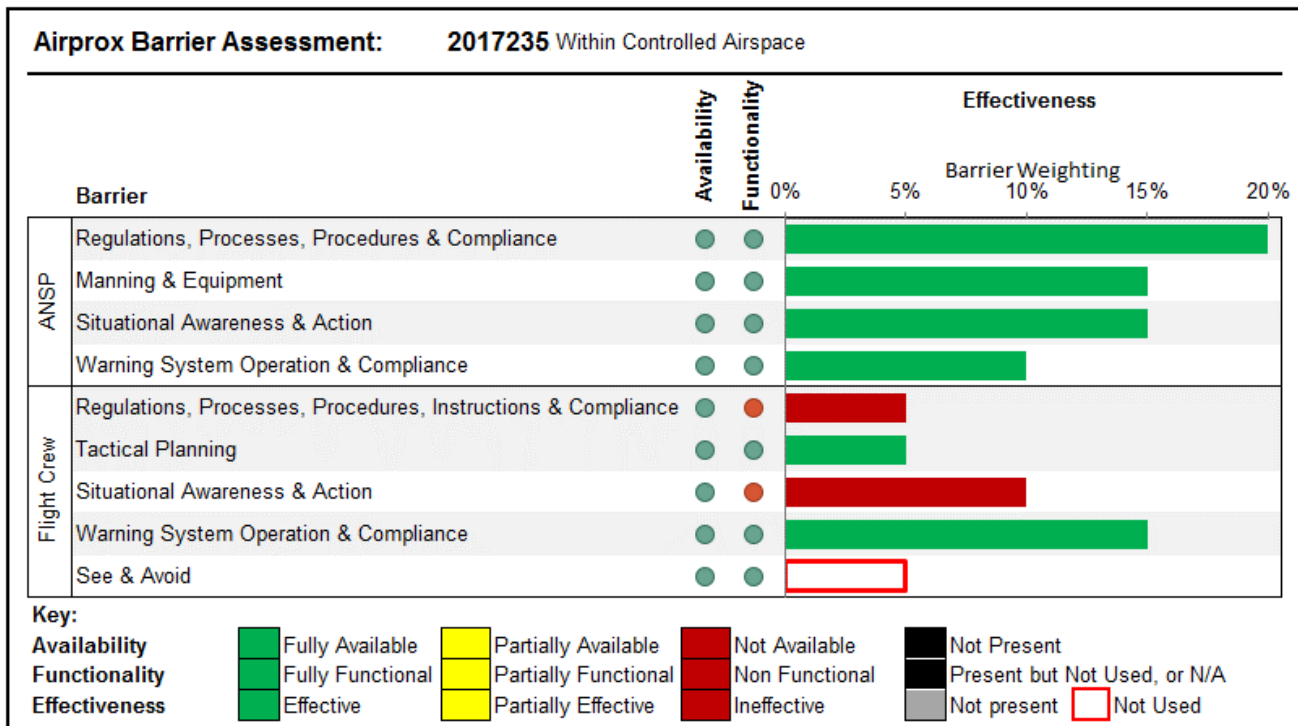 Airprox Barrier Assessment: 2017235 Within Controlled Airspace
Barrier Availability Functionality Effectiveness
Barrier Weighting
0% 5% 10% 15% 20%
ANSP
Regulations, Processes, Procedures & Compliance
Manning & Equipment
Situational Awareness & Action
Warning System Operation & Compliance
Flight Crew
Regulations, Processes, Procedures, Instructions & Compliance
Tactical Planning
Situational Awareness & Action
Warning System Operation & Compliance
See & Avoid
Key:
Availability Fully Available Partially Available Not Available Not Present
Functionality Fully Functional Partially Functional Non Functional Present but Not Used, or N/A
Effectiveness Effective Partially Effective Ineffective Not present Not Used